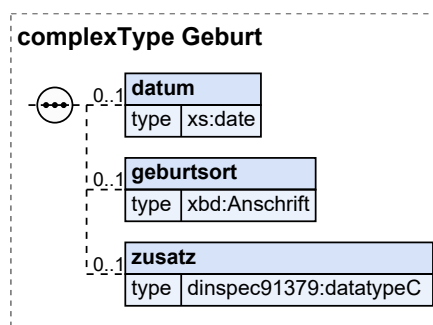 complexType Geburt
0..1 datum
type xs:date
0..1 geburtsort
type xbd:Anschrift
0..1 zusatz
type dinspec91379:datatypeC